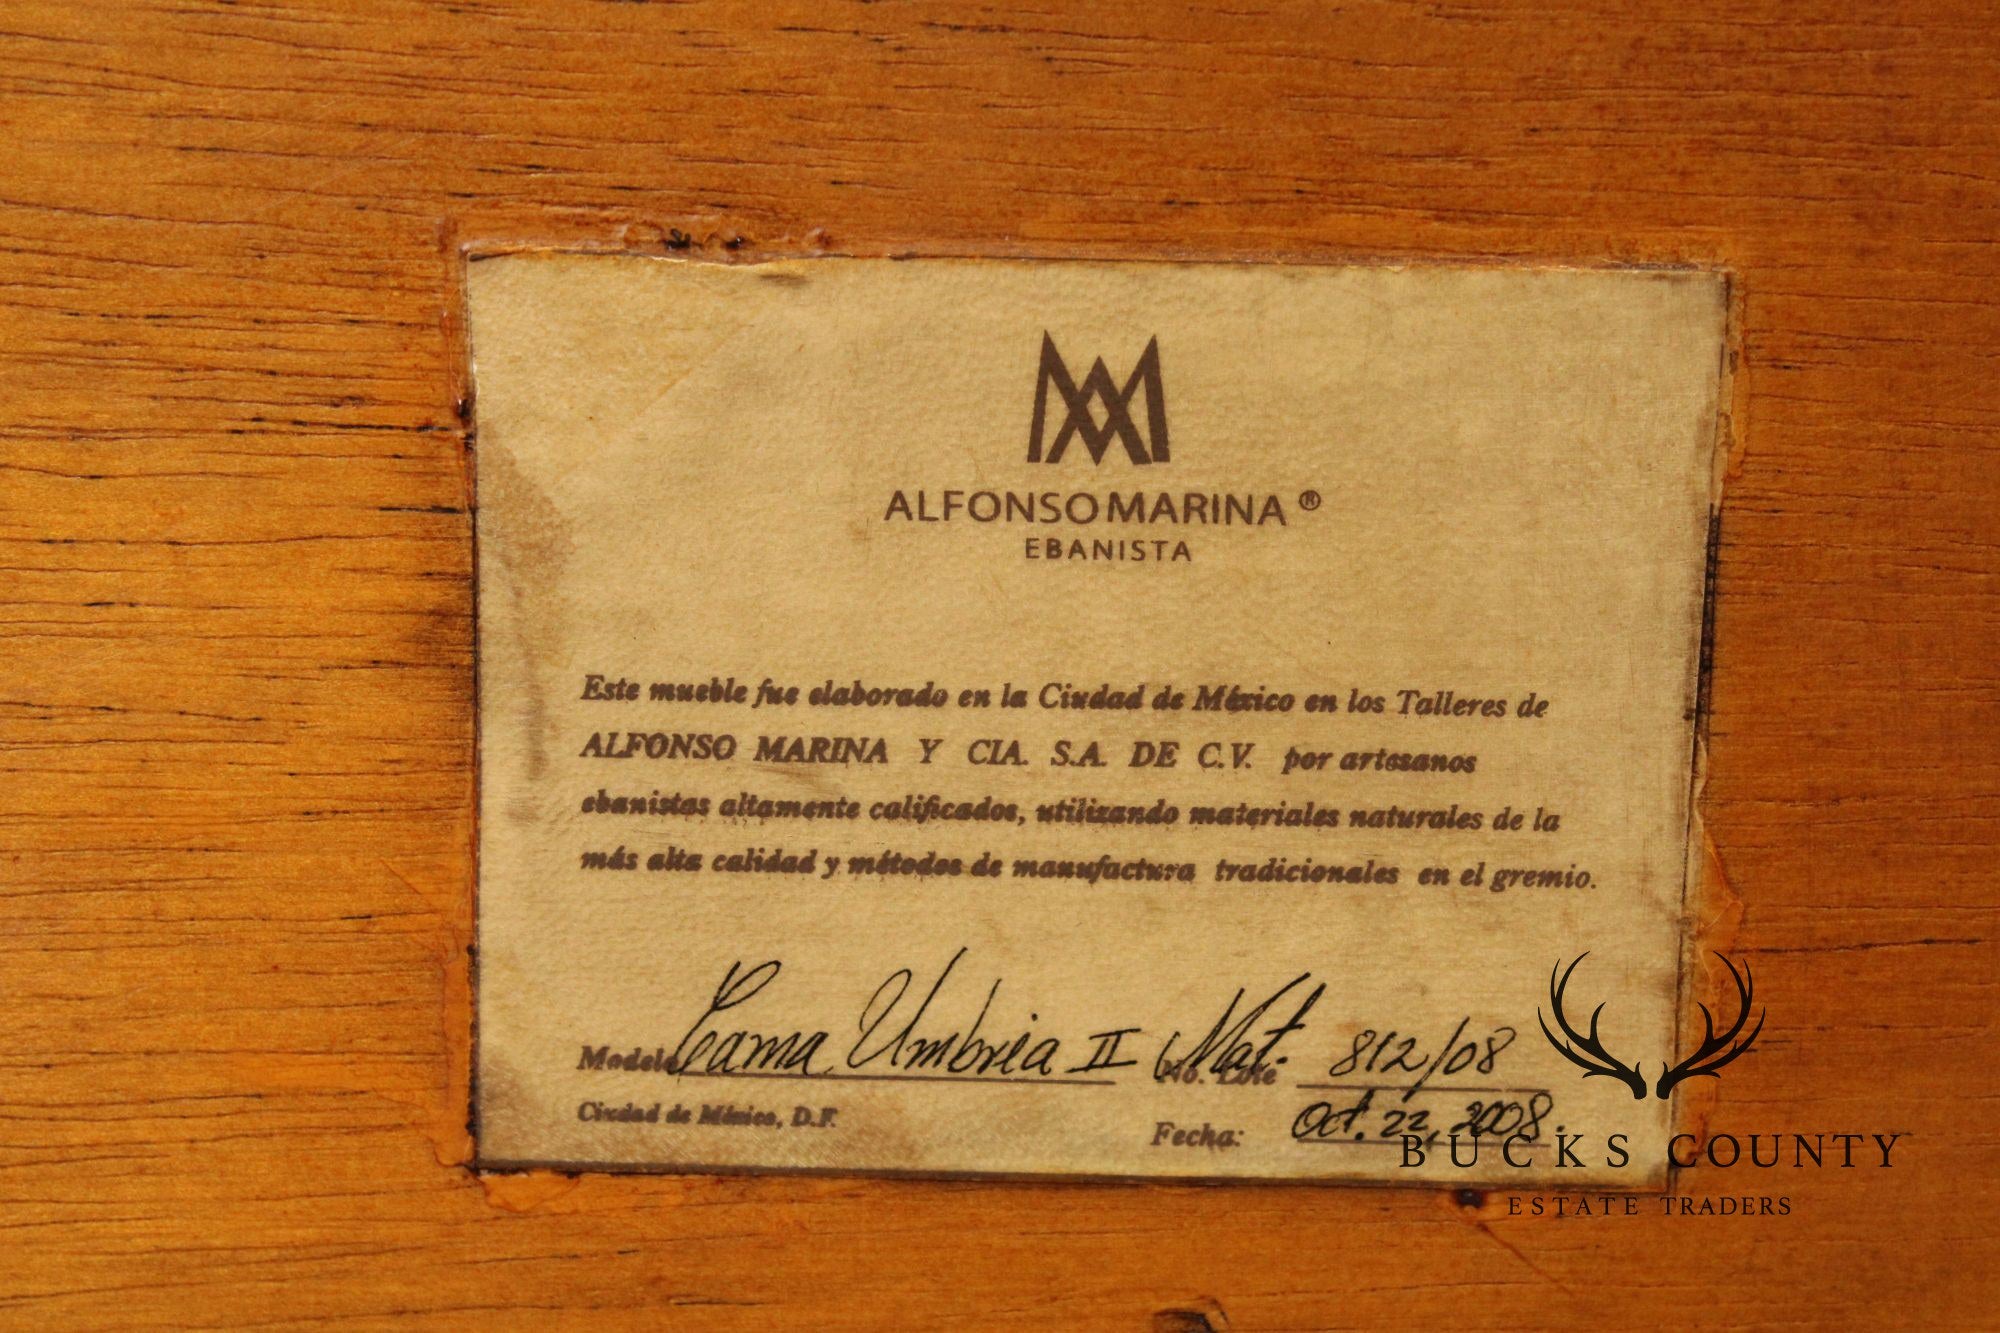 ALFONSO MARINA ®
EBANISTA
Este mueble fue elaborado en la Ciudad de México en los Talleres de
ALFONSO MARINA Y CIA. S.A. DE C.V. por artesanos
ebanistas altamente calificados, utilizando materiales naturales de la
más alta calidad y métodos de manufactura tradicionales en el gremio.
Modelo Cama Umbria II No. Lote Mat. 812/08
Ciudad de México, D.F. Fecha: Oct. 22, 2008.
BUCKS COUNTY
ESTATE TRADERS